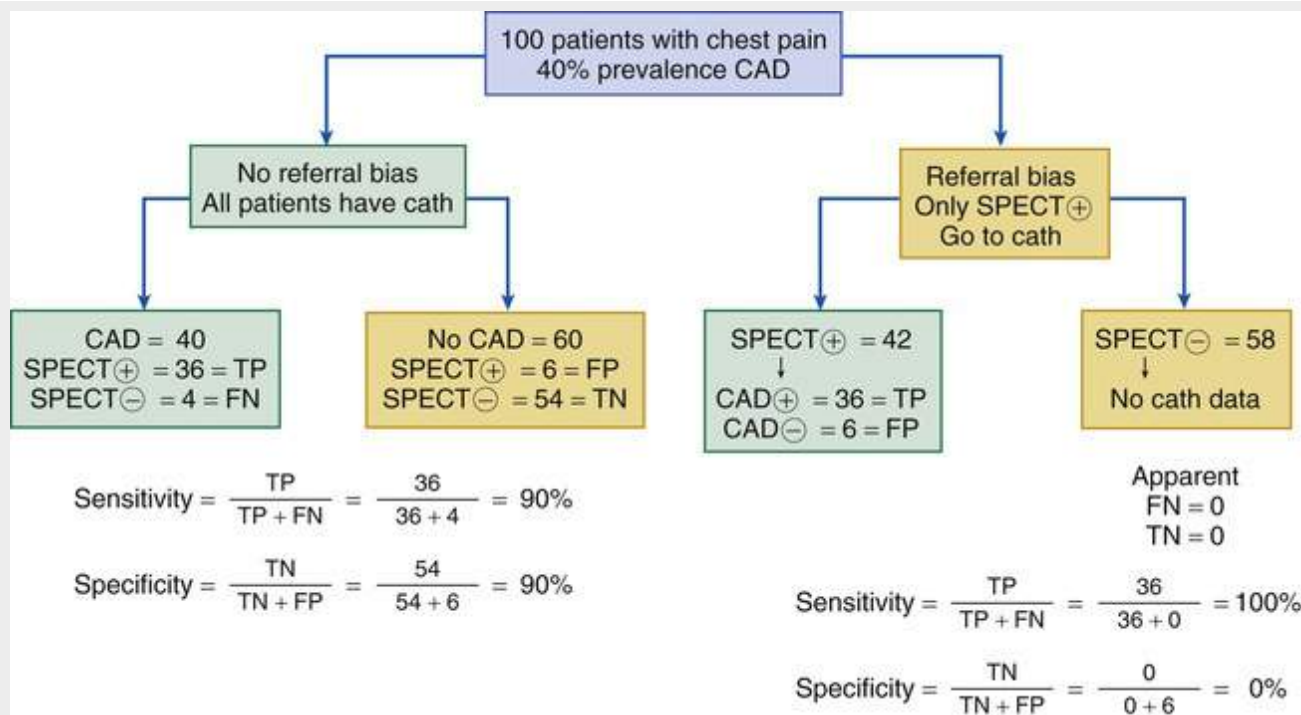 100 patients with chest pain
40% prevalence CAD
No referral bias
All patients have cath
Referral bias
Only SPECT⊕
Go to cath
CAD = 40
SPECT⊕ = 36 = TP
SPECT⊖ = 4 = FN
No CAD = 60
SPECT⊕ = 6 = FP
SPECT⊖ = 54 = TN
SPECT⊕ = 42
↓
CAD⊕ = 36 = TP
CAD⊖ = 6 = FP
SPECT⊖ = 58
↓
No cath data
Sensitivity = TP / TP + FN = 36 / 36 + 4 = 90%
Specificity = TN / TN + FP = 54 / 54 + 6 = 90%
Apparent
FN = 0
TN = 0
Sensitivity = TP / TP + FN = 36 / 36 + 0 = 100%
Specificity = TN / TN + FP = 0 / 0 + 6 = 0%